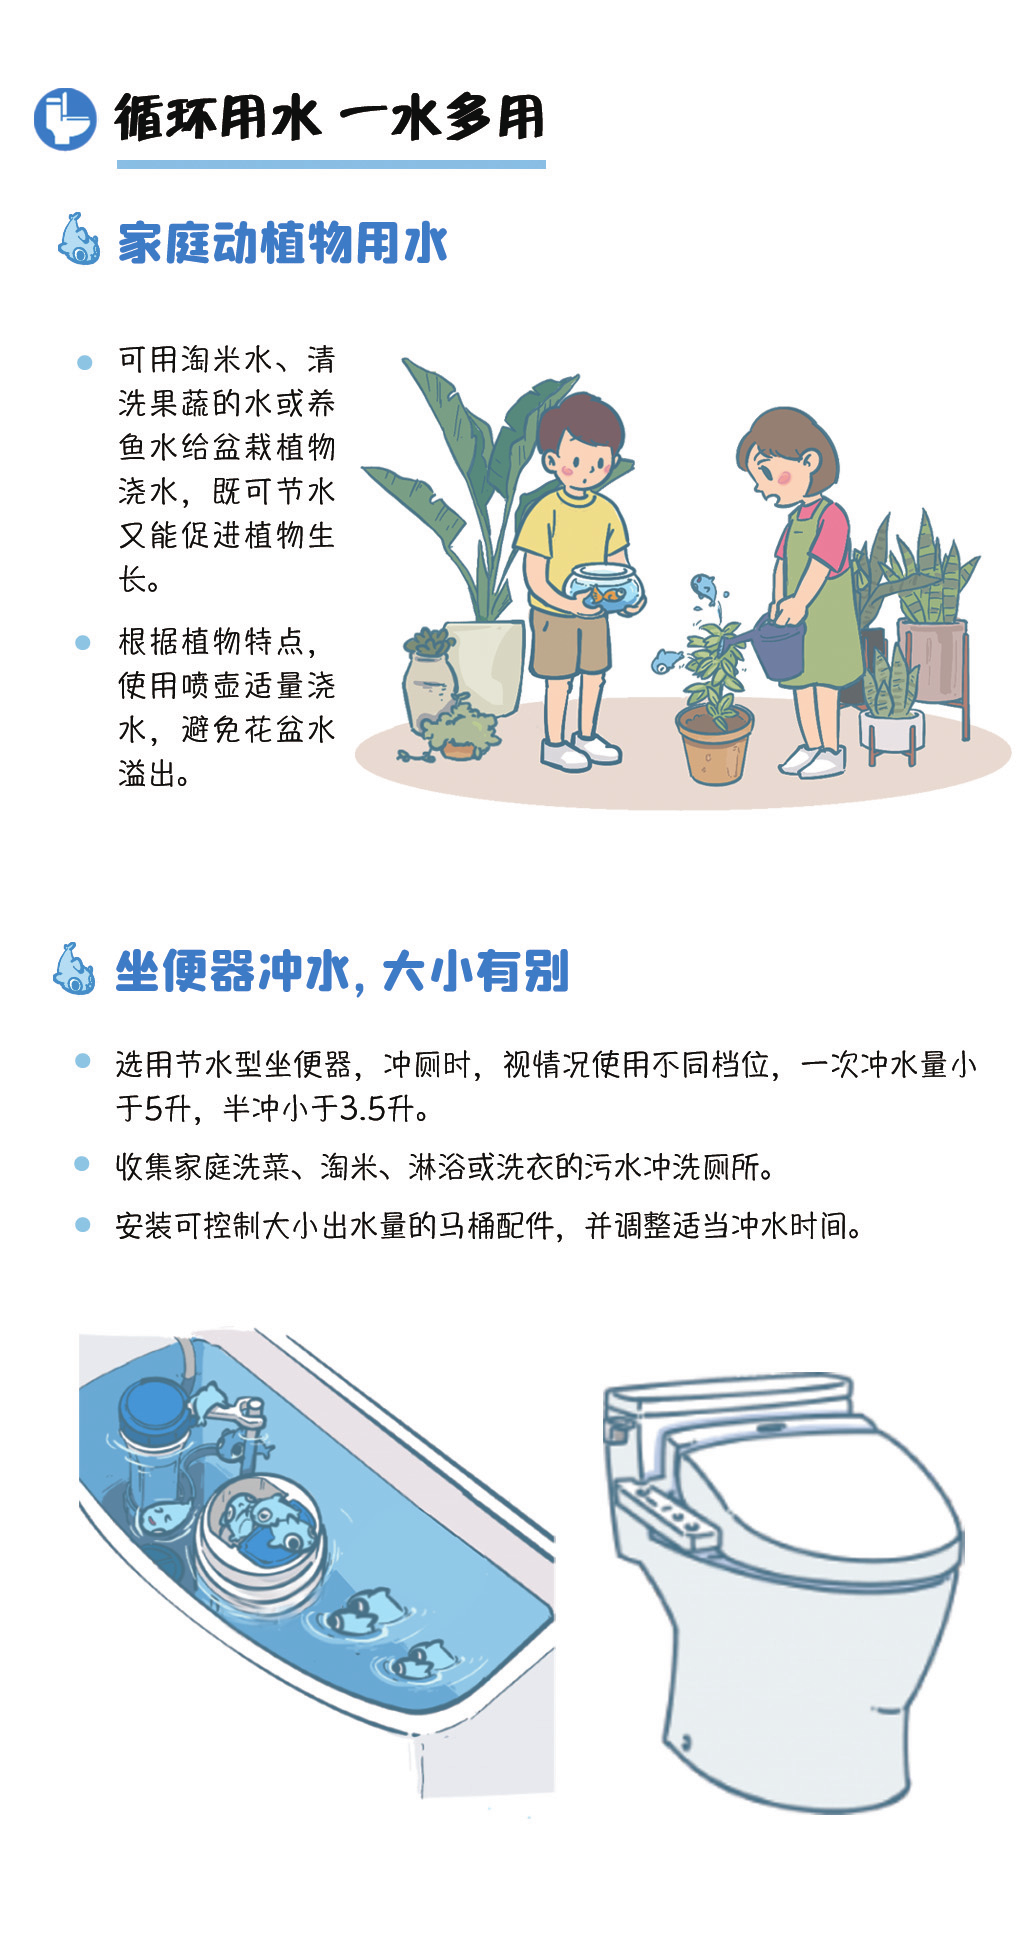 循环用水 一水多用
家庭动植物用水
可用淘米水、清
洗果蔬的水或养
鱼水给盆栽植物
浇水，既可节水
又能促进植物生
长。
根据植物特点，
使用喷壶适量浇
水，避免花盆水
溢出。
坐便器冲水，大小有别
选用节水型坐便器，冲厕时，视情况使用不同档位，一次冲水量小
于5升，半冲小于3.5升。
收集家庭洗菜、淘米、淋浴或洗衣的污水冲洗厕所。
安装可控制大小出水量的马桶配件，并调整适当冲水时间。